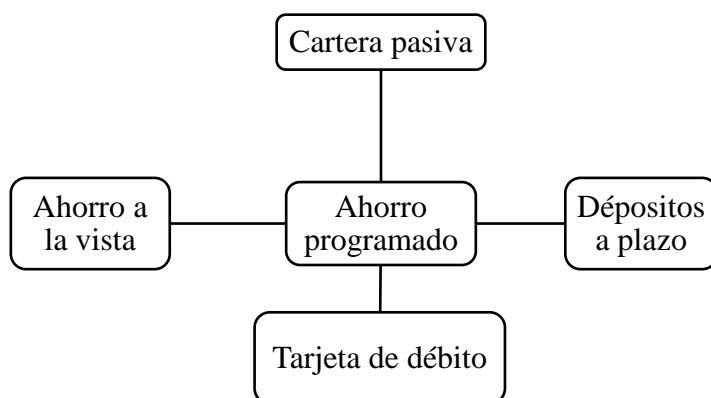 Cartera pasiva
Ahorro a
la vista
Ahorro
programado
Dépositos
a plazo
Tarjeta de débito